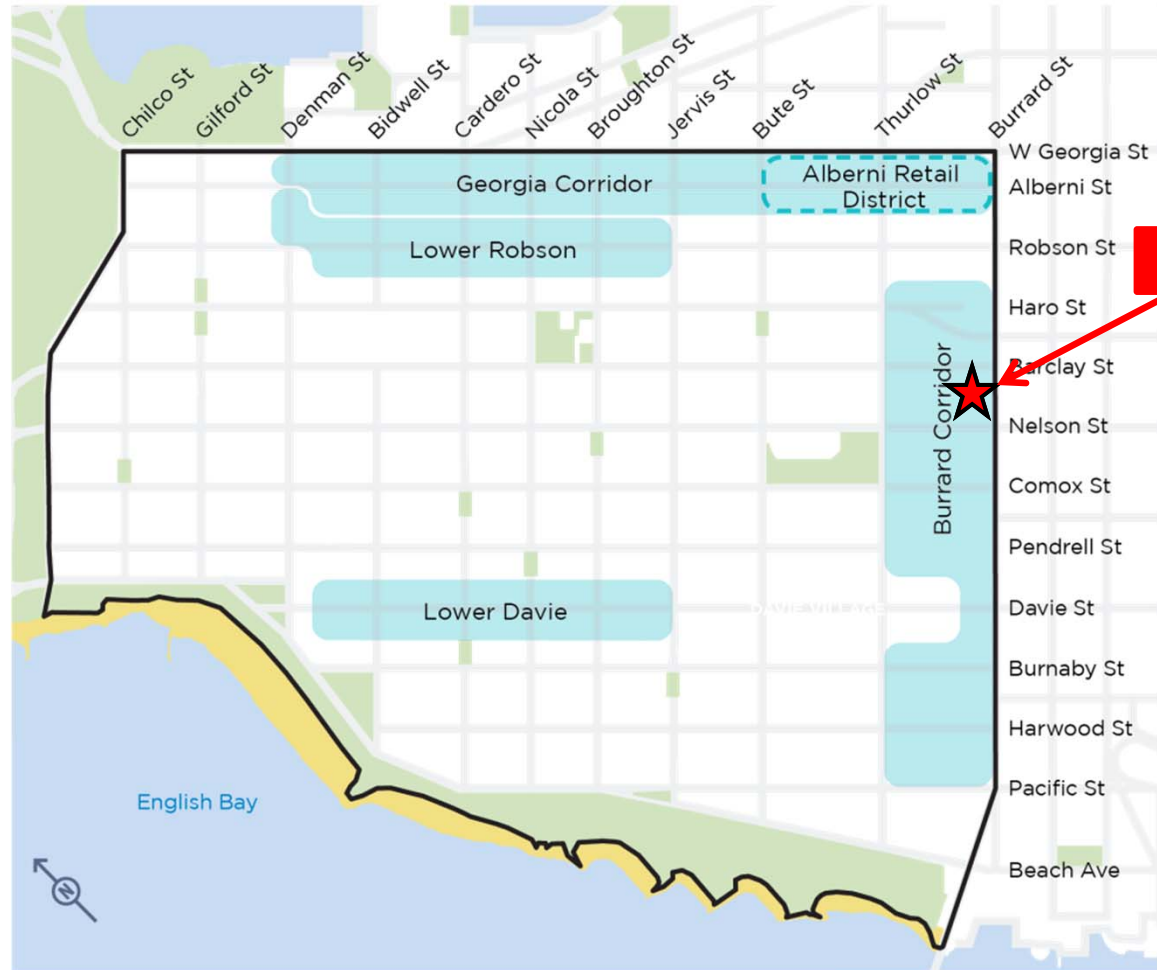 Chilco St
Gilford St
Denman St
Bidwell St
Cardero St
Nicola St
Broughton St
Jervis St
Bute St
Thurlow St
Burrard St
W Georgia St
Alberni St
Robson St
Haro St
Barclay St
Nelson St
Comox St
Pendrell St
Davie St
Burnaby St
Harwood St
Pacific St
Beach Ave
Georgia Corridor
Alberni Retail
District
Lower Robson
Burrard Corridor
Lower Davie
DAVIE VILLAGE
English Bay
N